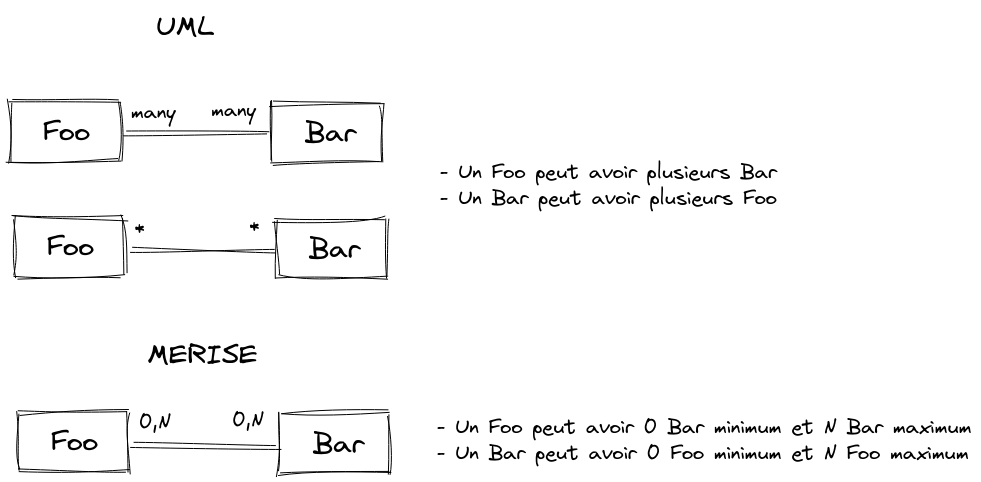 UML
Foo many many Bar
- Un Foo peut avoir plusieurs Bar
- Un Bar peut avoir plusieurs Foo
Foo * * Bar
MERISE
Foo 0,N 0,N Bar
- Un Foo peut avoir 0 Bar minimum et N Bar maximum
- Un Bar peut avoir 0 Foo minimum et N Foo maximum